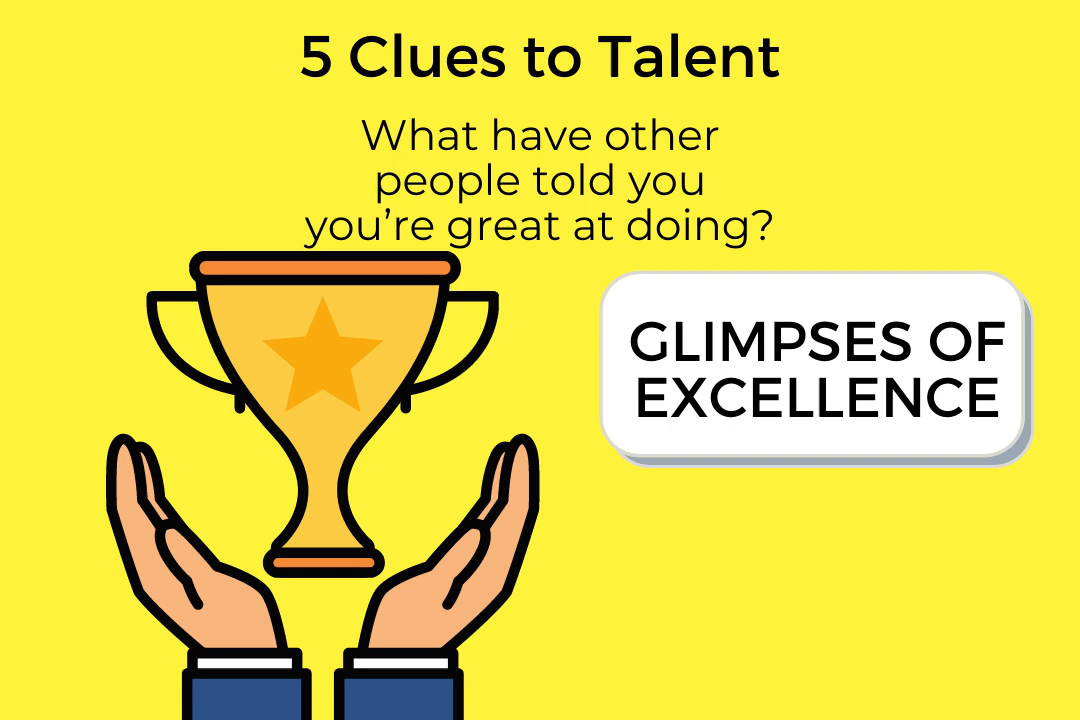 5 Clues to Talent
What have other
people told you
you’re great at doing?
GLIMPSES OF
EXCELLENCE